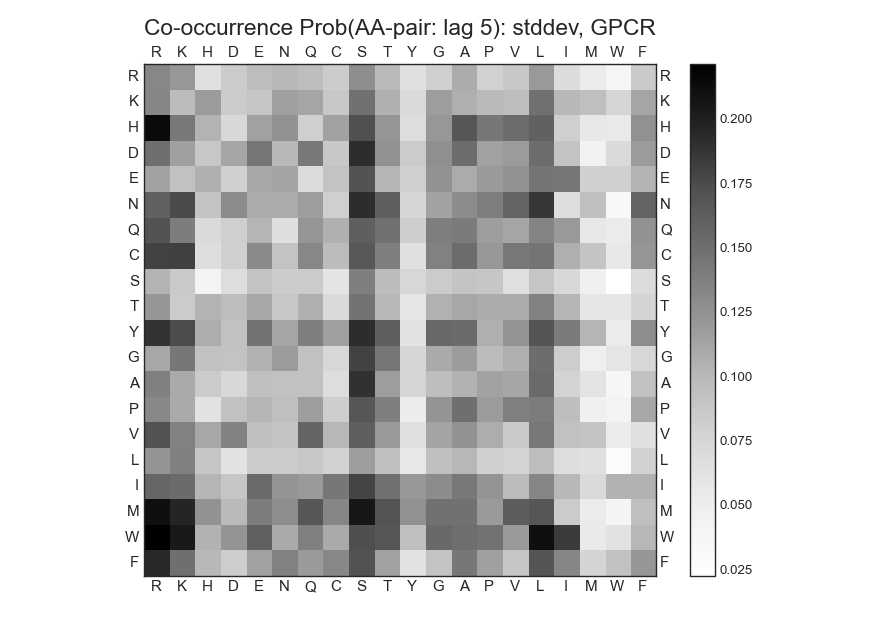 Co-occurrence Prob(AA-pair: lag 5): stddev, GPCR
R K H D E N Q C S T Y G A P V L I M W F
R R
K K
H H
D D
E E
N N
Q Q
C C
S S
T T
Y Y
G G
A A
P P
V V
L L
I I
M M
W W
F F
R K H D E N Q C S T Y G A P V L I M W F
0.200
0.175
0.150
0.125
0.100
0.075
0.050
0.025